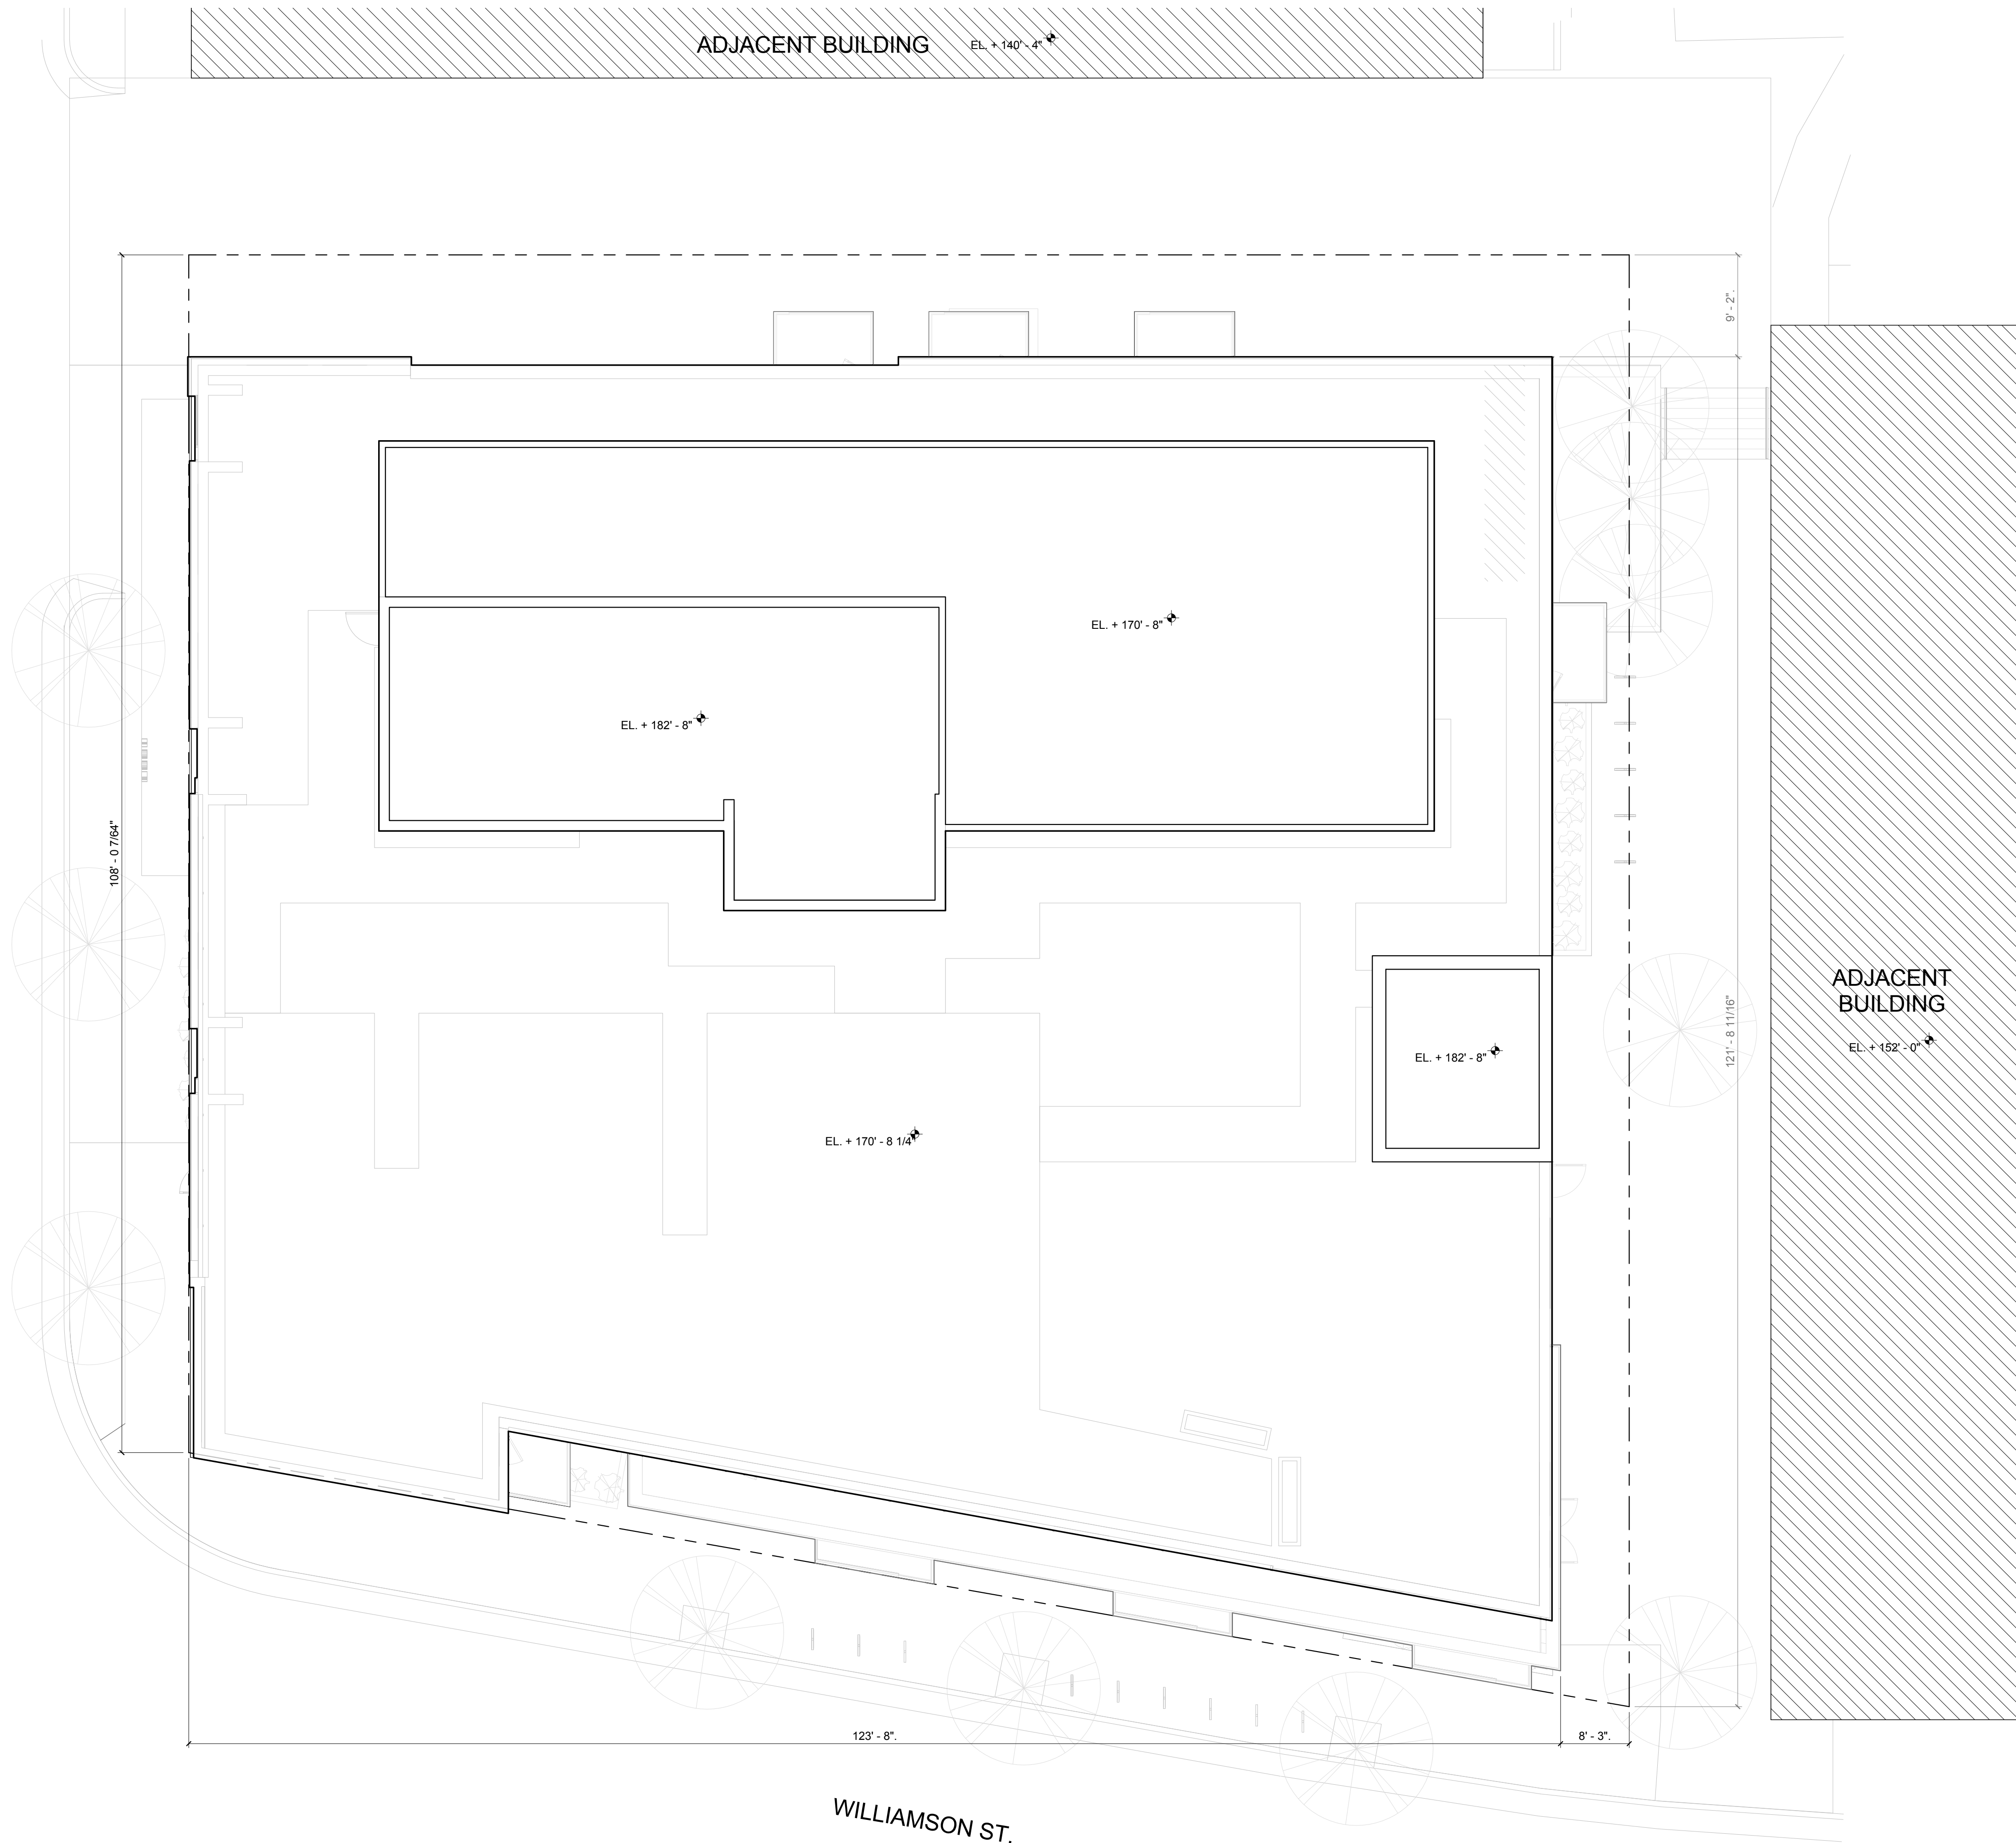 ADJACENT BUILDING
EL. + 140' - 4"
9' - 2".
EL. + 170' - 8"
EL. + 182' - 8"
108' - 0 7/64"
ADJACENT
BUILDING
EL. + 152' - 0"
121' - 8 11/16"
EL. + 182' - 8"
EL. + 170' - 8 1/4"
123' - 8".
8' - 3".
WILLIAMSON ST.